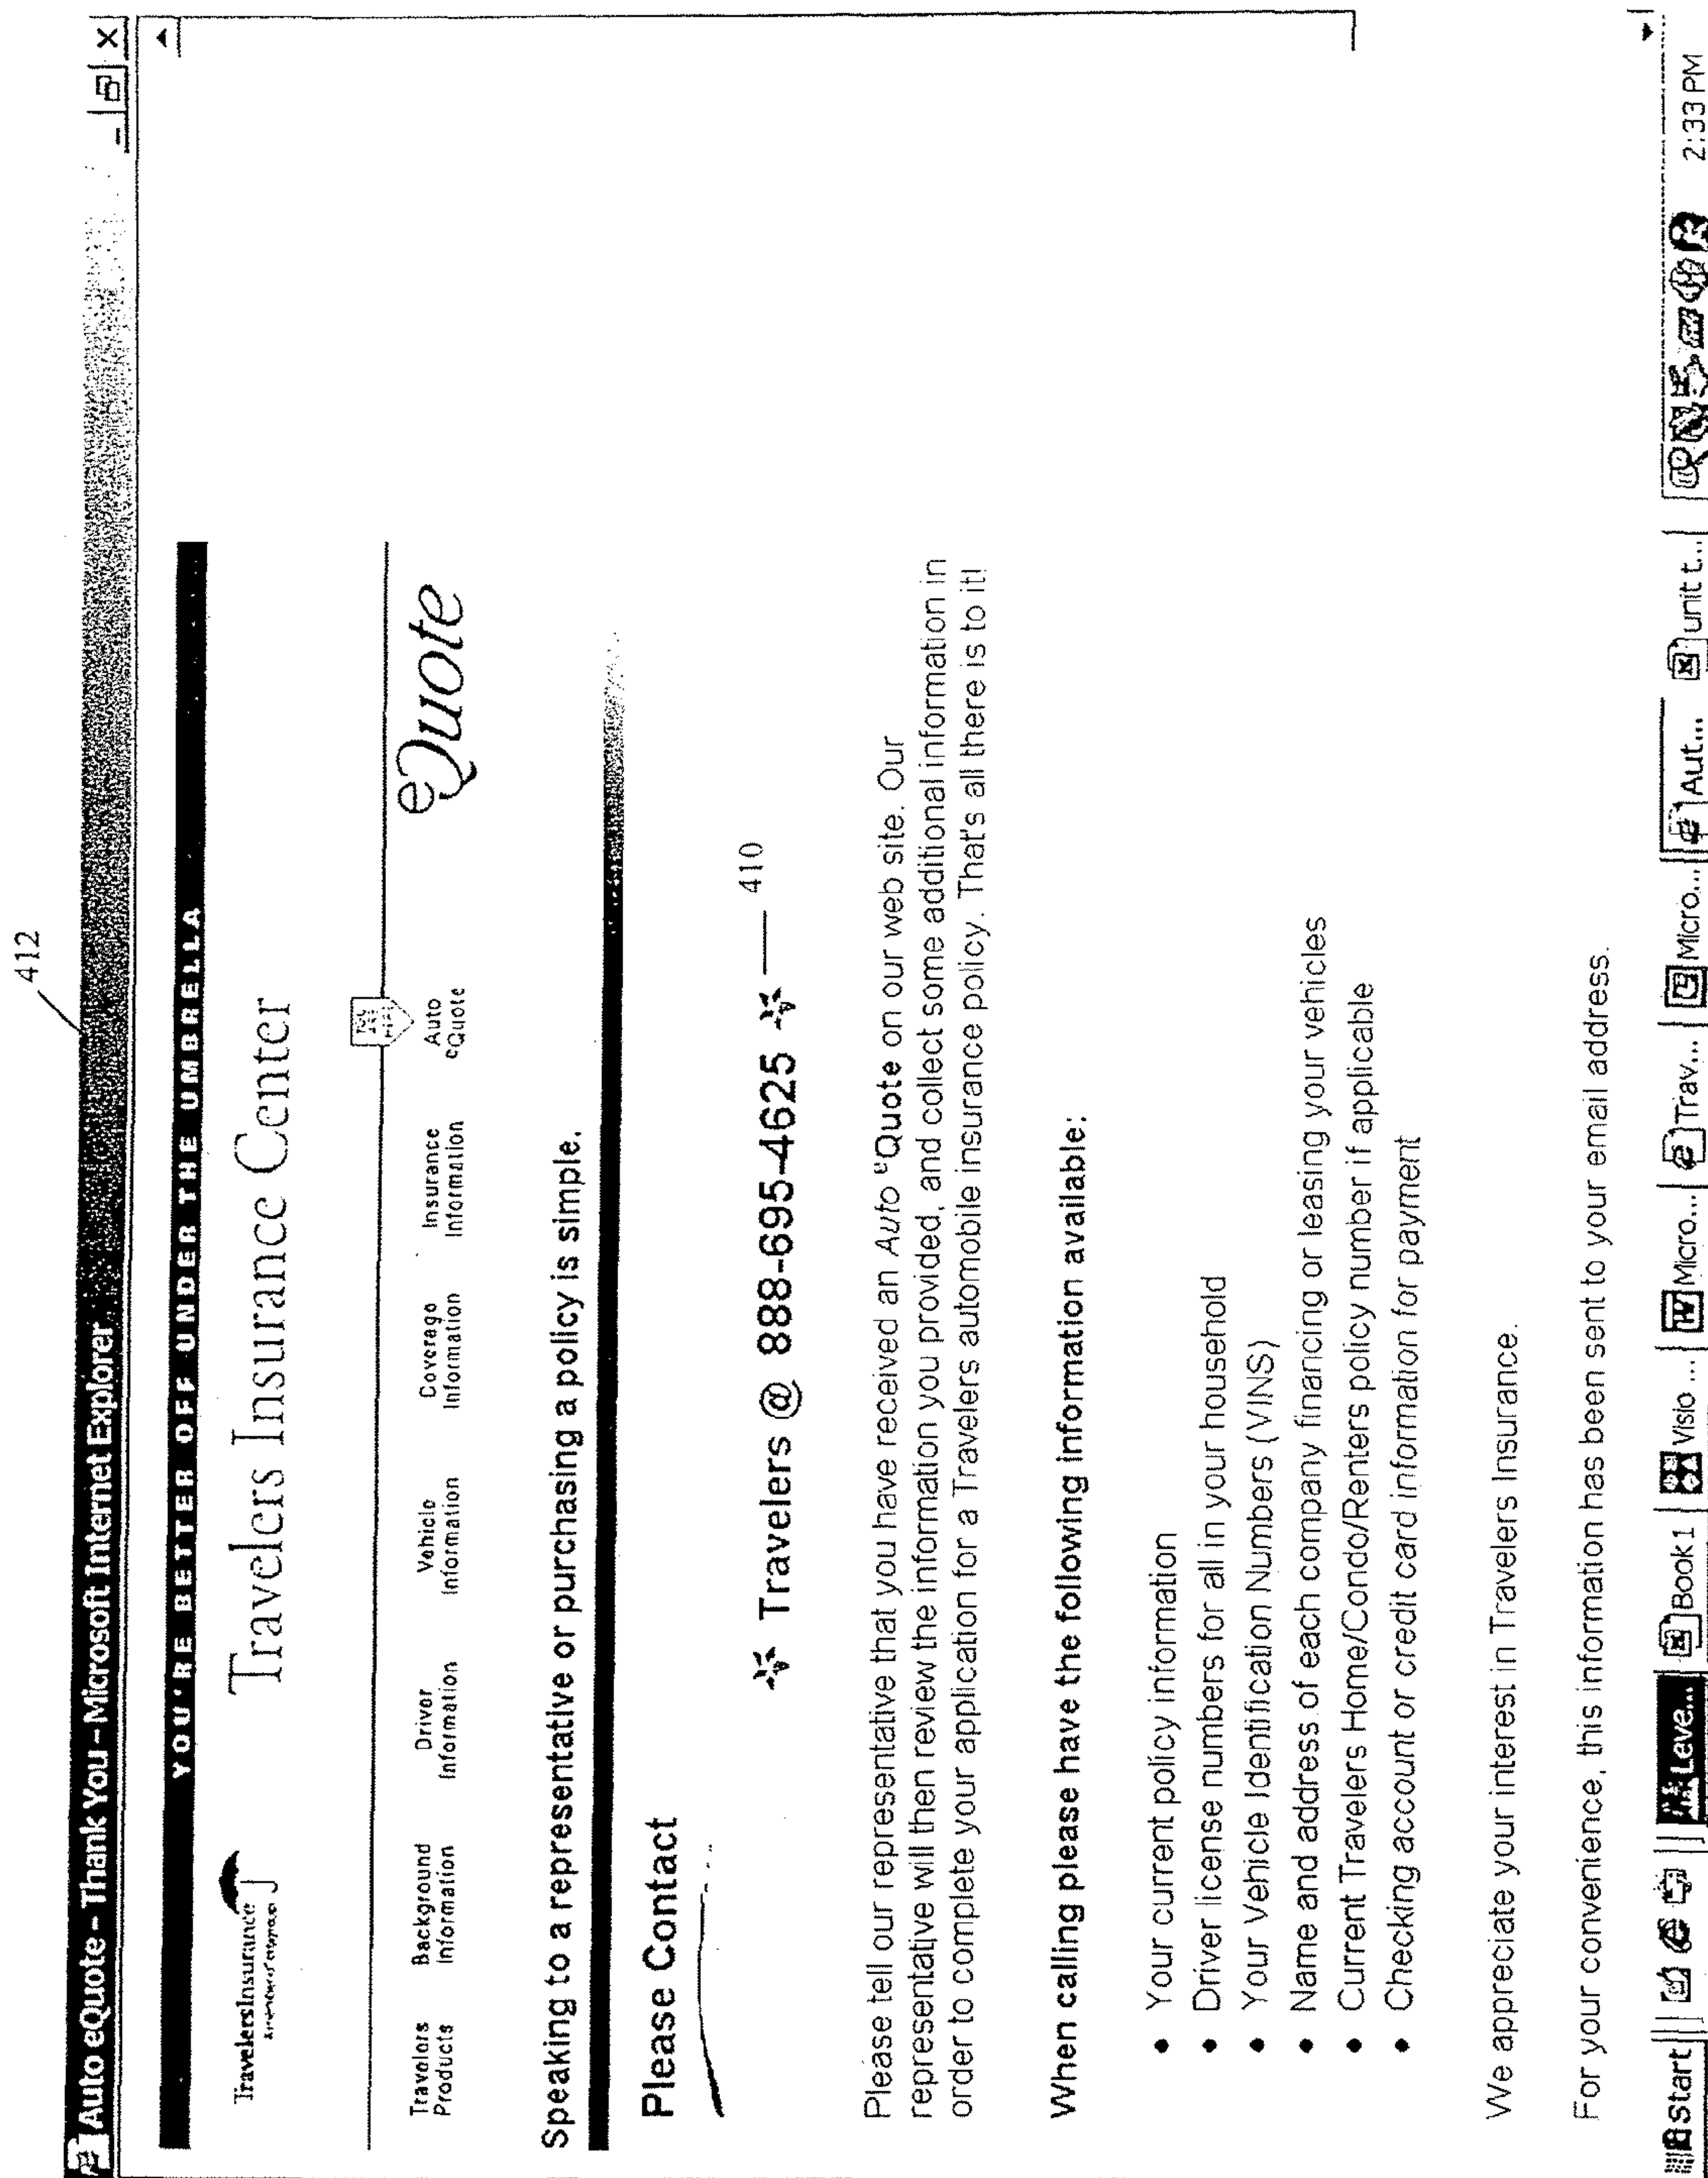 412
Auto eQuote - Thank You - Microsoft Internet Explorer
YOU'RE BETTER OFF UNDER THE UMBRELLA
TravelersInsurance
Travelers Insurance Center
Travelers Products
Background Information
Driver Information
Vehicle Information
Coverage Information
Insurance Information
Auto eQuote
eQuote
Speaking to a representative or purchasing a policy is simple.
Please Contact
Travelers @ 888-695-4625
410
Please tell our representative that you have received an Auto "Quote on our web site. Our
representative will then review the information you provided, and collect some additional information in
order to complete your application for a Travelers automobile insurance policy. That's all there is to it!
When calling please have the following information available:
• Your current policy information
• Driver license numbers for all in your household
• Your Vehicle Identification Numbers (VINS)
• Name and address of each company financing or leasing your vehicles
• Current Travelers Home/Condo/Renters policy number if applicable
• Checking account or credit card information for payment
We appreciate your interest in Travelers Insurance.
For your convenience, this information has been sent to your email address.
Start Leve... Book1 Visio ... Micro... Trav... Micro... Aut... unit t... 2:33 PM